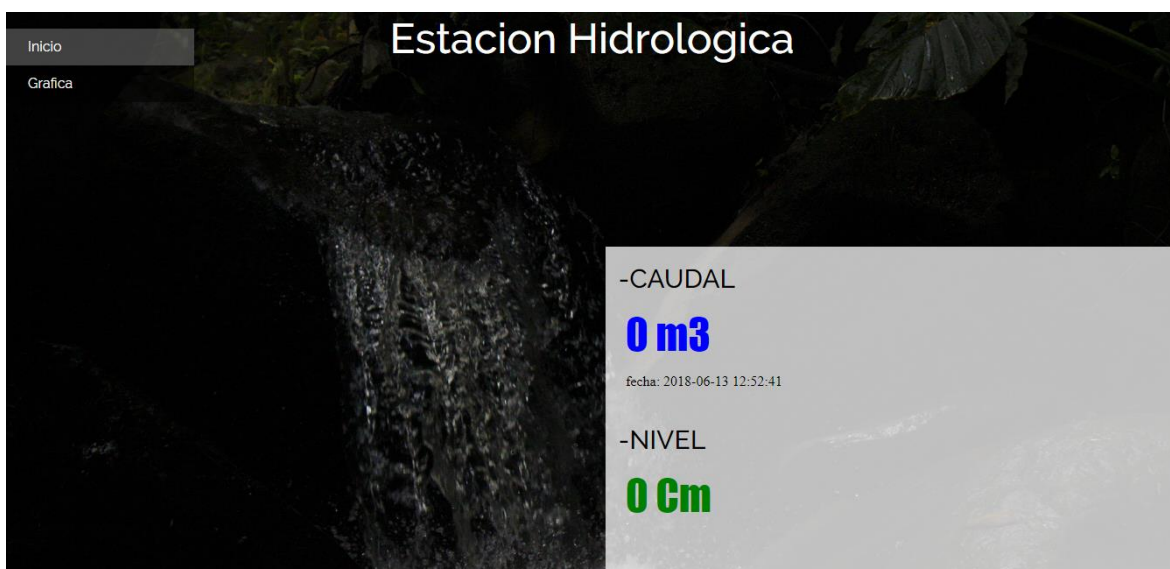 Estacion Hidrologica
Inicio
Grafica
-CAUDAL
0 m3
fecha: 2018-06-13 12:52:41
-NIVEL
0 Cm